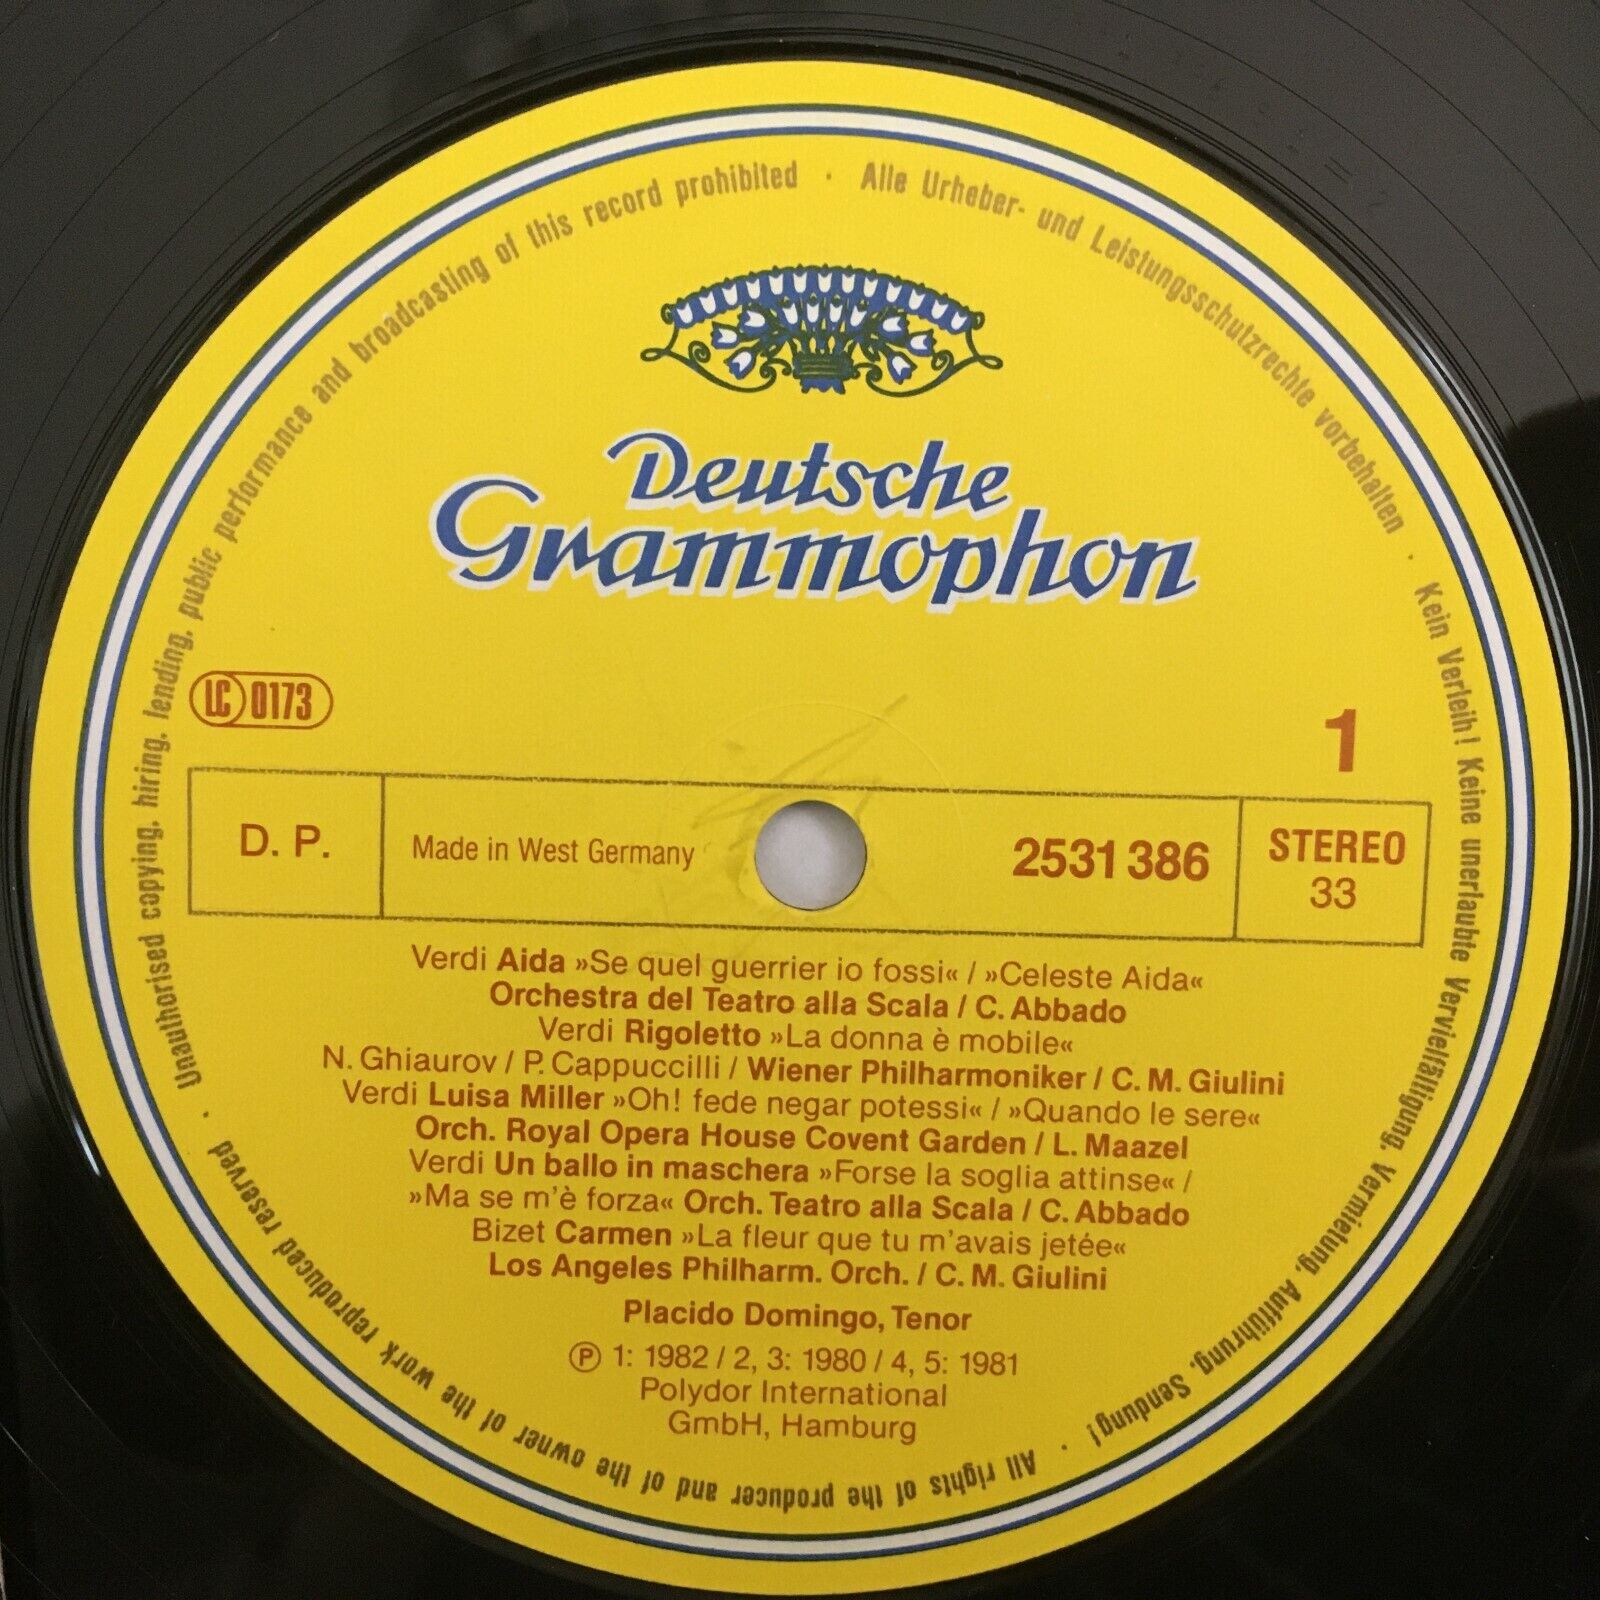 Unauthorised copying, hiring, lending, public performance and broadcasting of this record prohibited · Alle Urheber- und Leistungsschutzrechte vorbehalten · Kein Verleih! Keine unerlaubte Vervielfältigung, Vermietung, Aufführung, Sendung! · All rights of the producer and of the owner of the work reproduced reserved ·
Deutsche
Grammophon
LC 0173
1
D. P.
Made in West Germany
2531 386
STEREO
33
Verdi Aida »Se quel guerrier io fossi« / »Celeste Aida«
Orchestra del Teatro alla Scala / C. Abbado
Verdi Rigoletto »La donna è mobile«
N. Ghiaurov / P. Cappuccilli / Wiener Philharmoniker / C. M. Giulini
Verdi Luisa Miller »Oh! fede negar potessi« / »Quando le sere«
Orch. Royal Opera House Covent Garden / L. Maazel
Verdi Un ballo in maschera »Forse la soglia attinse« /
»Ma se m'è forza« Orch. Teatro alla Scala / C. Abbado
Bizet Carmen »La fleur que tu m'avais jetée«
Los Angeles Philharm. Orch. / C. M. Giulini
Placido Domingo, Tenor
Ⓟ 1: 1982 / 2, 3: 1980 / 4, 5: 1981
Polydor International
GmbH, Hamburg